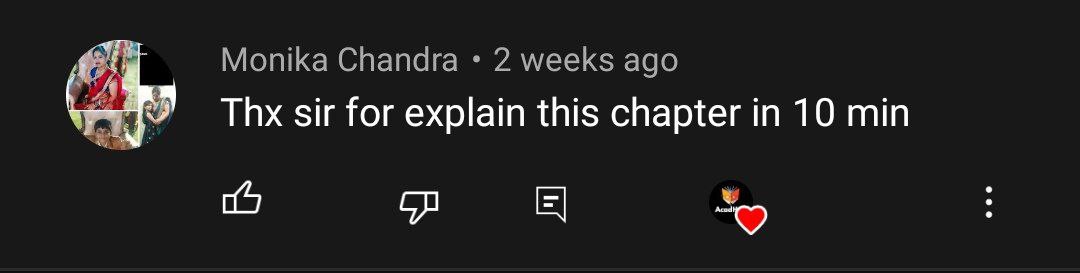 Monika Chandra • 2 weeks ago
Thx sir for explain this chapter in 10 min